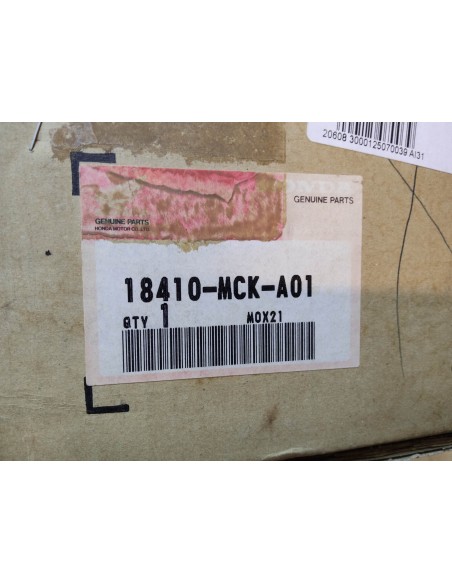 20608 3000125070039 AI31
GENUINE PARTS
GENUINE PARTS
HONDA MOTOR CO.,LTD.
18410-MCK-A01
QTY 1 MOX21